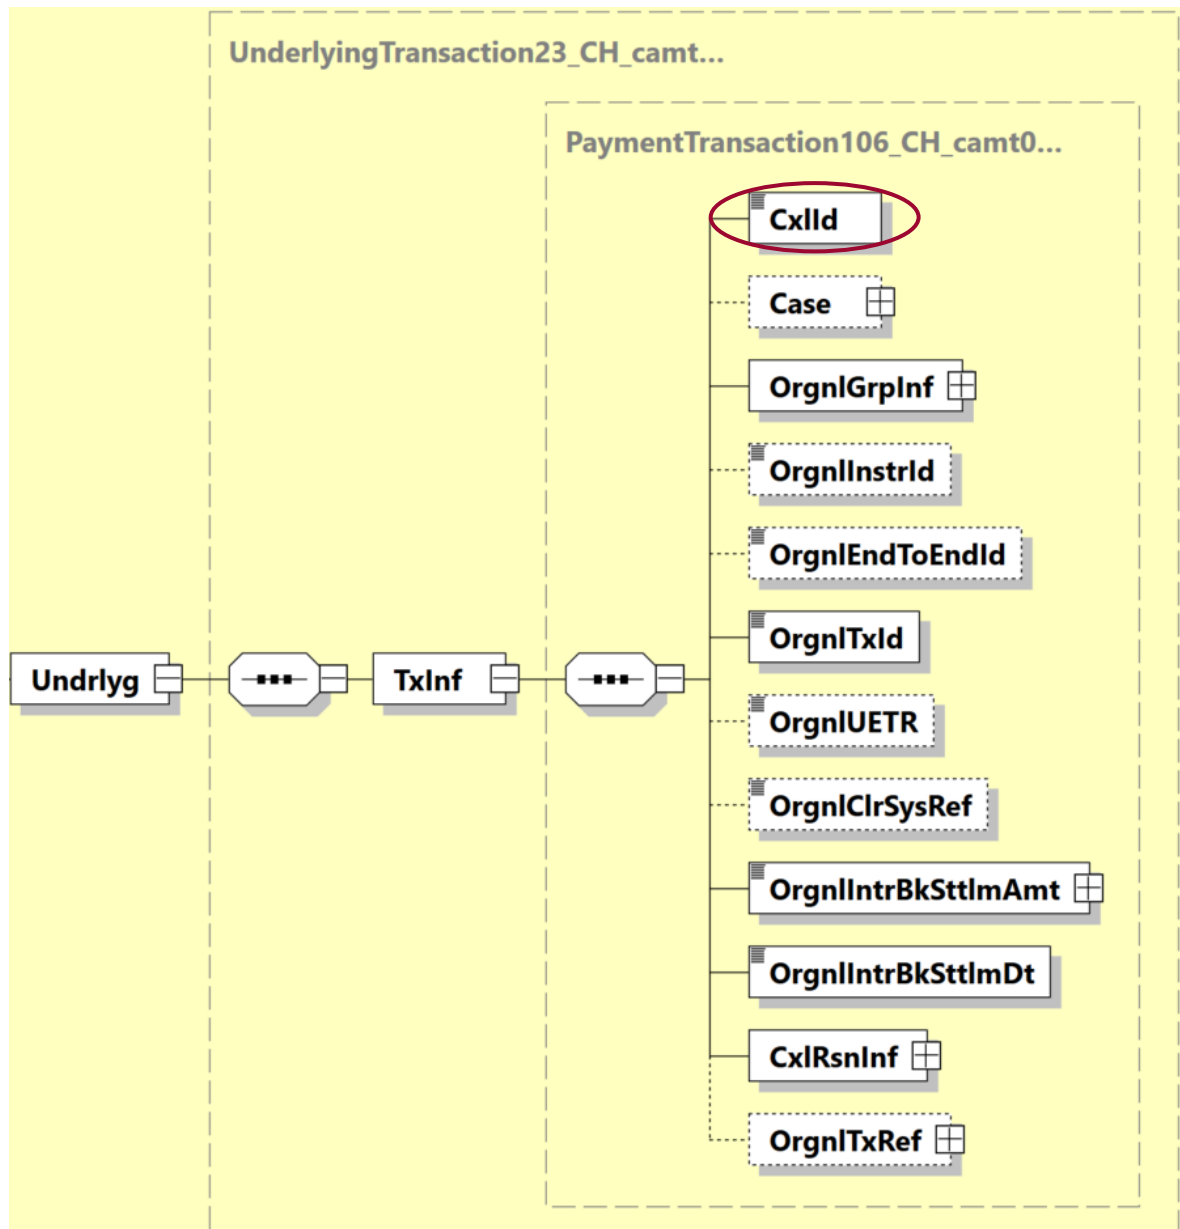 UnderlyingTransaction23_CH_camt...
PaymentTransaction106_CH_camt0...
CxlId
Case
OrgnlGrpInf
OrgnlInstrId
OrgnlEndToEndId
OrgnlTxId
Undrlyg
TxInf
OrgnlUETR
OrgnlClrSysRef
OrgnlIntrBkSttlmAmt
OrgnlIntrBkSttlmDt
CxlRsnInf
OrgnlTxRef